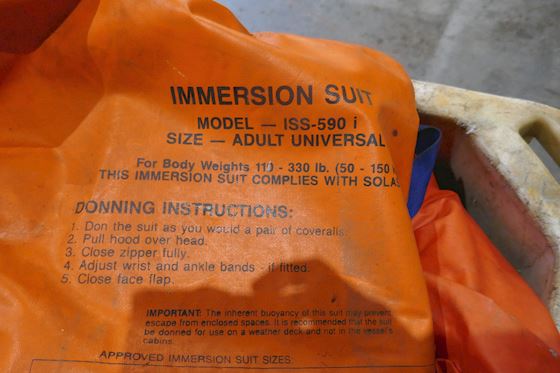 IMMERSION SUIT
MODEL — ISS-590 i
SIZE — ADULT UNIVERSAL
For Body Weights 110 - 330 lb. (50 - 150
THIS IMMERSION SUIT COMPLIES WITH SOLAS
DONNING INSTRUCTIONS:
1. Don the suit as you would a pair of coveralls.
2. Pull hood over head.
3. Close zipper fully.
4. Adjust wrist and ankle bands - if fitted.
5. Close face flap.
IMPORTANT: The inherent buoyancy of this suit may prevent
escape from enclosed spaces. It is recommended that the suit
be donned for use on a weather deck and not in the vessel's
cabins.
APPROVED IMMERSION SUIT SIZES: